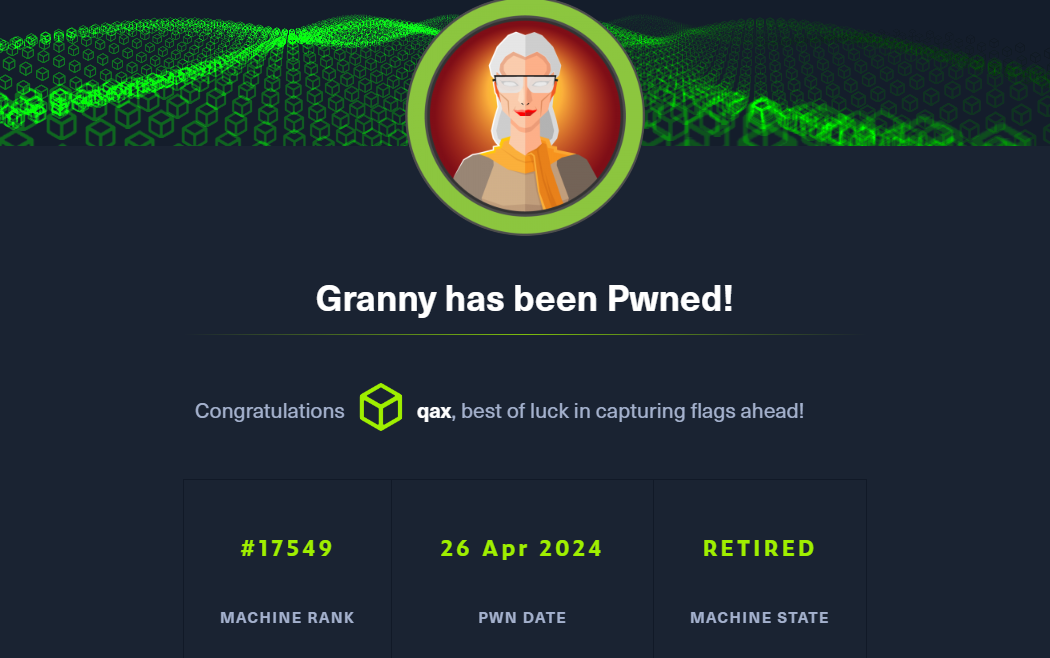 Granny has been Pwned!
Congratulations qax, best of luck in capturing flags ahead!
#17549 26 Apr 2024 RETIRED
MACHINE RANK PWN DATE MACHINE STATE